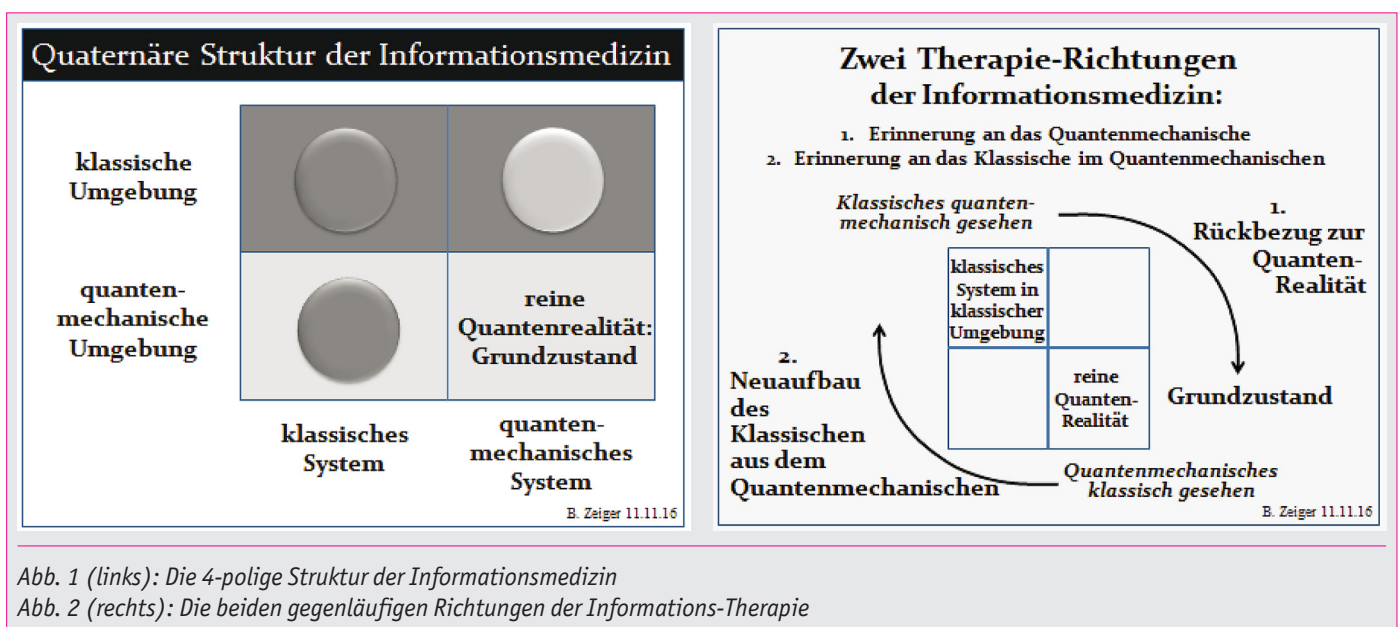 Quaternäre Struktur der Informationsmedizin
klassische
Umgebung
quanten-
mechanische
Umgebung
reine
Quantenrealität:
Grundzustand
klassisches
System
quanten-
mechanisches
System
B. Zeiger 11.11.16
Zwei Therapie-Richtungen
der Informationsmedizin:
1. Erinnerung an das Quantenmechanische
2. Erinnerung an das Klassische im Quantenmechanischen
Klassisches quanten-
mechanisch gesehen
1.
Rückbezug zur
Quanten-
Realität
klassisches
System in
klassischer
Umgebung
2.
Neuaufbau
des
Klassischen
aus dem
Quantenmechanischen
reine
Quanten-
Realität
Grundzustand
Quantenmechanisches
klassisch gesehen
B. Zeiger 11.11.16
Abb. 1 (links): Die 4-polige Struktur der Informationsmedizin
Abb. 2 (rechts): Die beiden gegenläufigen Richtungen der Informations-Therapie